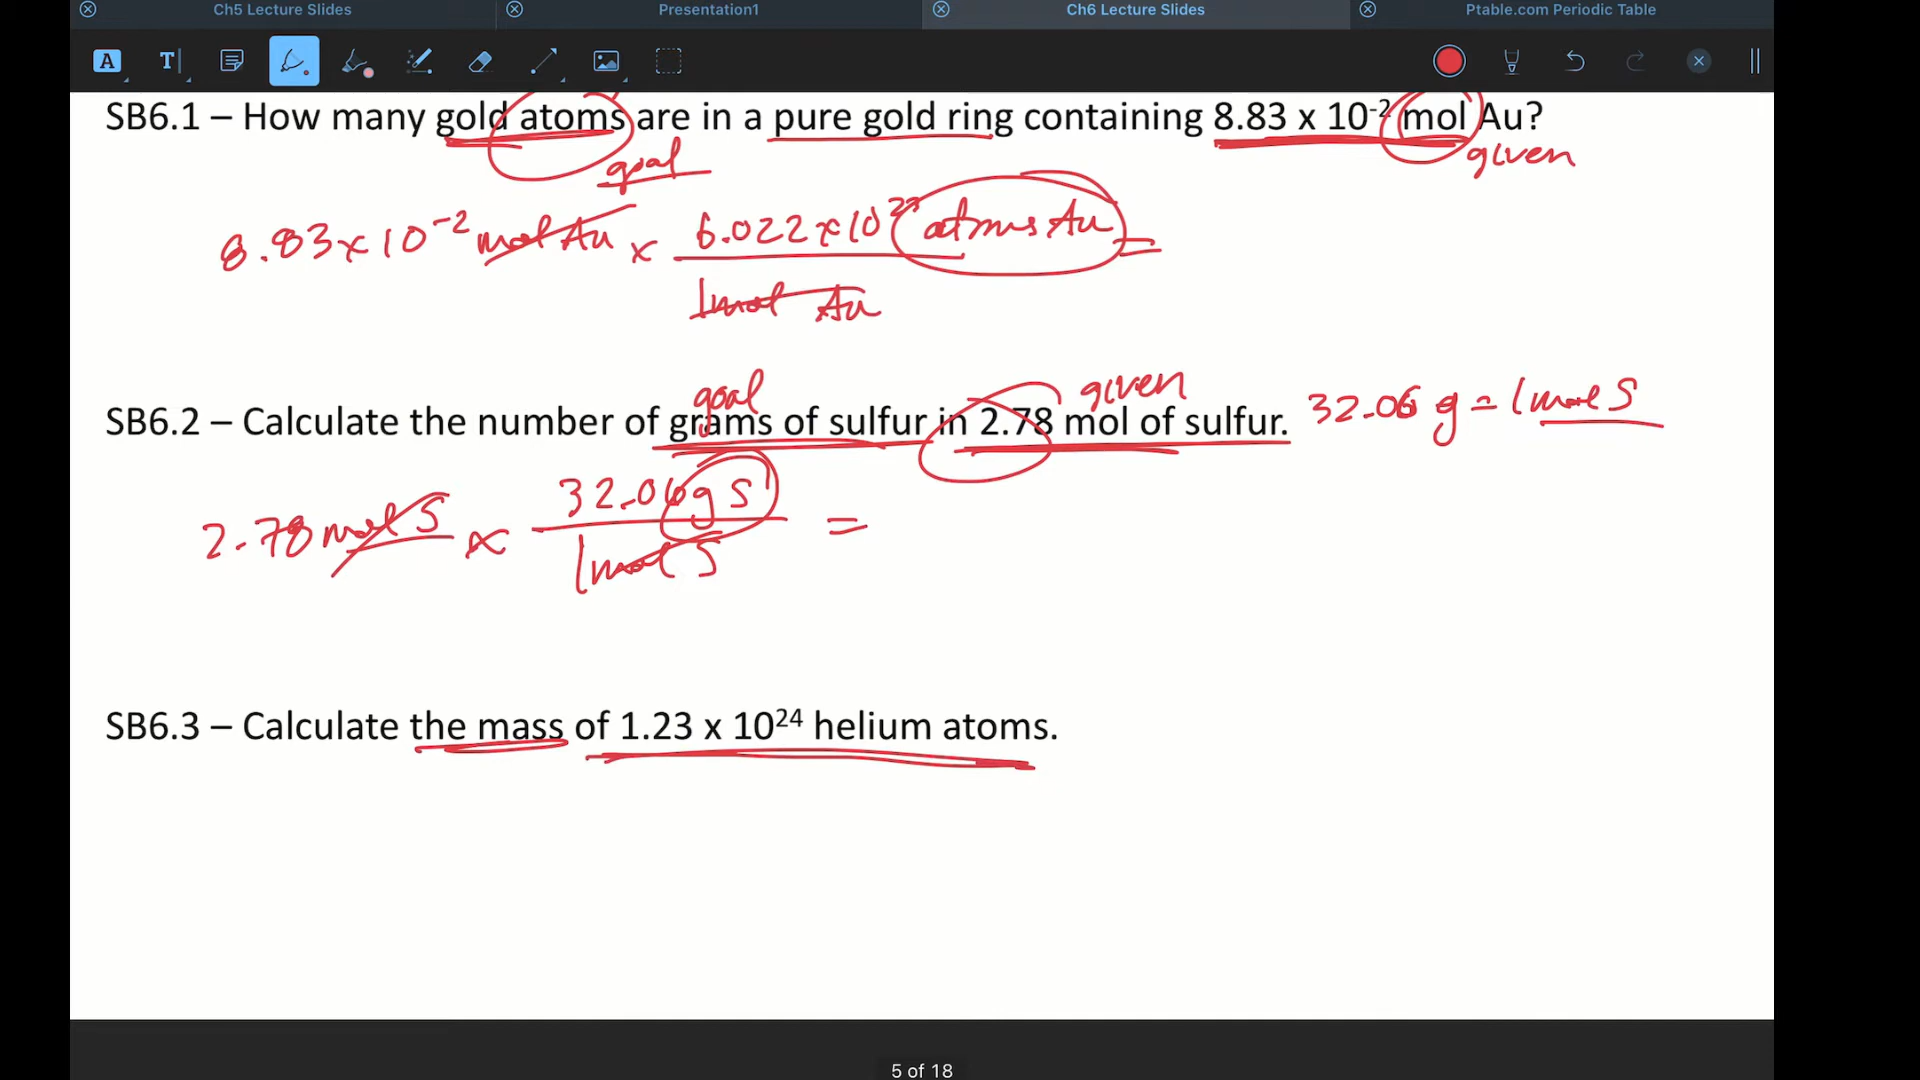 Ch5 Lecture Slides Presentation1 Ch6 Lecture Slides Ptable.com Periodic Table
A T
SB6.1 – How many gold atoms are in a pure gold ring containing 8.83 x 10⁻² mol Au?
goal given
8.83 x 10⁻² mol Au x 6.022 x 10²³ atoms Au =
1 mol Au
goal given
SB6.2 – Calculate the number of grams of sulfur in 2.78 mol of sulfur. 32.06 g = 1 mol S
2.78 mol S x 32.06 g S =
1 mol S
SB6.3 – Calculate the mass of 1.23 x 10²⁴ helium atoms.
5 of 18